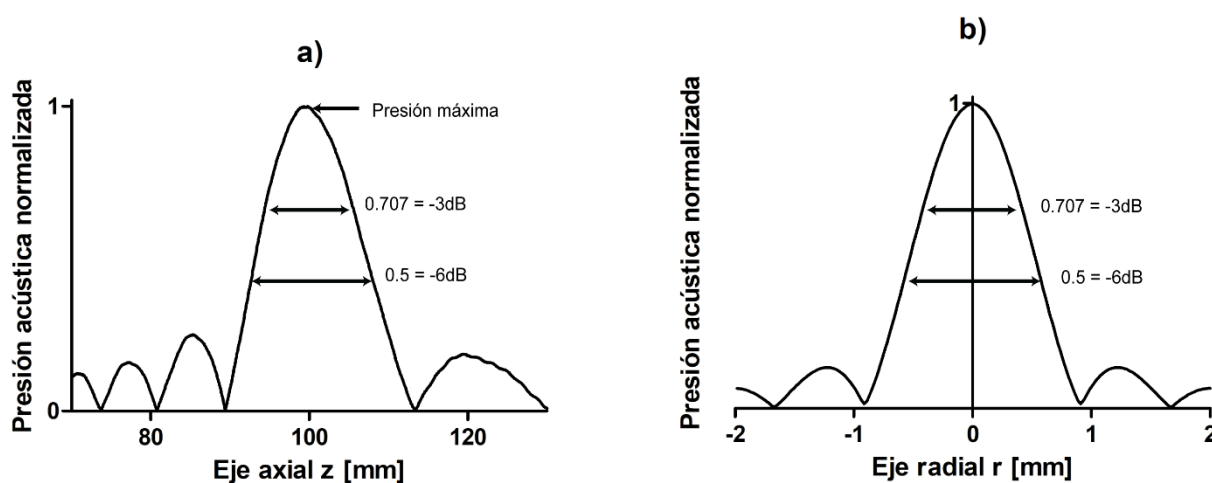 a)
Presión acústica normalizada
1
0
Presión máxima
0.707 = -3dB
0.5 = -6dB
80
100
120
Eje axial z [mm]
b)
Presión acústica normalizada
1
0.707 = -3dB
0.5 = -6dB
-2
-1
0
1
2
Eje radial r [mm]